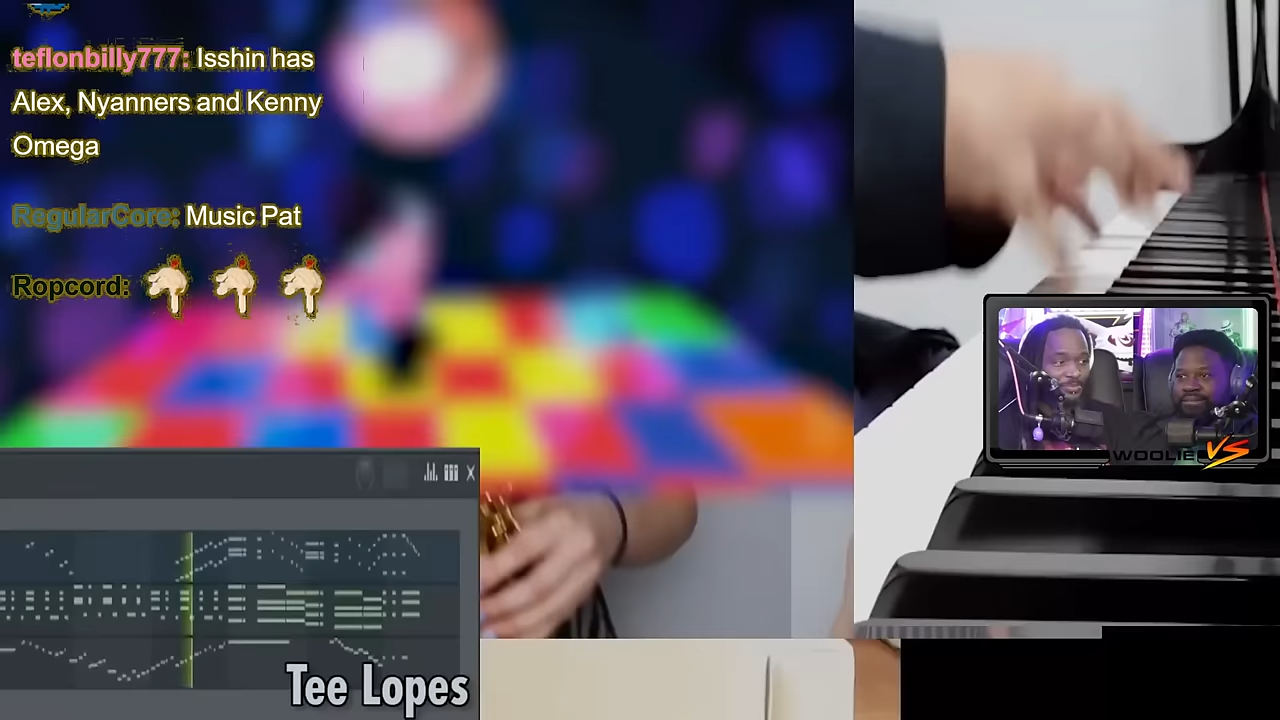 teflonbilly777: Isshin has
Alex, Nyanners and Kenny
Omega
RegularCore: Music Pat
Ropcord:
WOOLIE VS
Tee Lopes